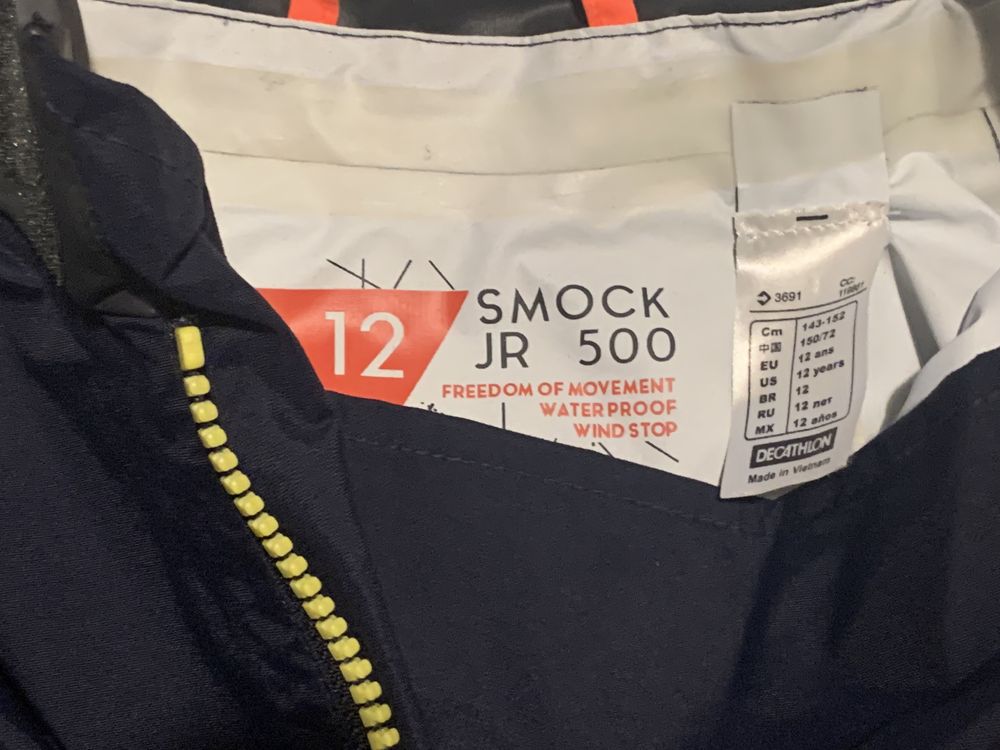 12
SMOCK
JR 500
FREEDOM OF MOVEMENT
WATERPROOF
WIND STOP
3691
CC:
Cm 143-152
中国 150/72
EU 12 ans
US 12 years
BR 12
RU 12 лет
MX 12 años
DECATHLON
Made in Vietnam